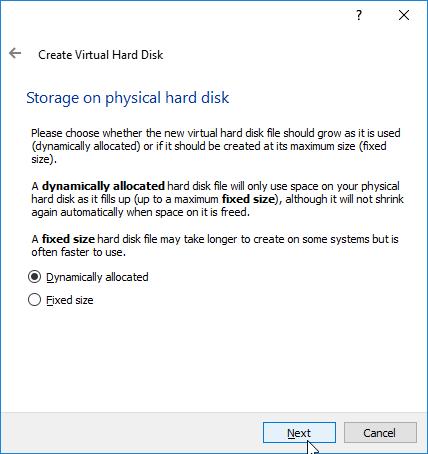 ?
Create Virtual Hard Disk
Storage on physical hard disk
Please choose whether the new virtual hard disk file should grow as it is used
(dynamically allocated) or if it should be created at its maximum size (fixed
size).
A dynamically allocated hard disk file will only use space on your physical
hard disk as it fills up (up to a maximum fixed size), although it will not shrink
again automatically when space on it is freed.
A fixed size hard disk file may take longer to create on some systems but is
often faster to use.
Dynamically allocated
Fixed size
Next
Cancel